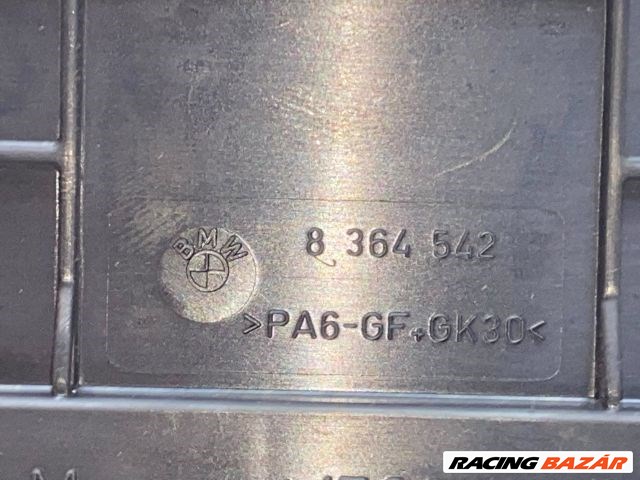 BMW
8 364 542
>PA6-GF+GK30<
RACING BAZÁR